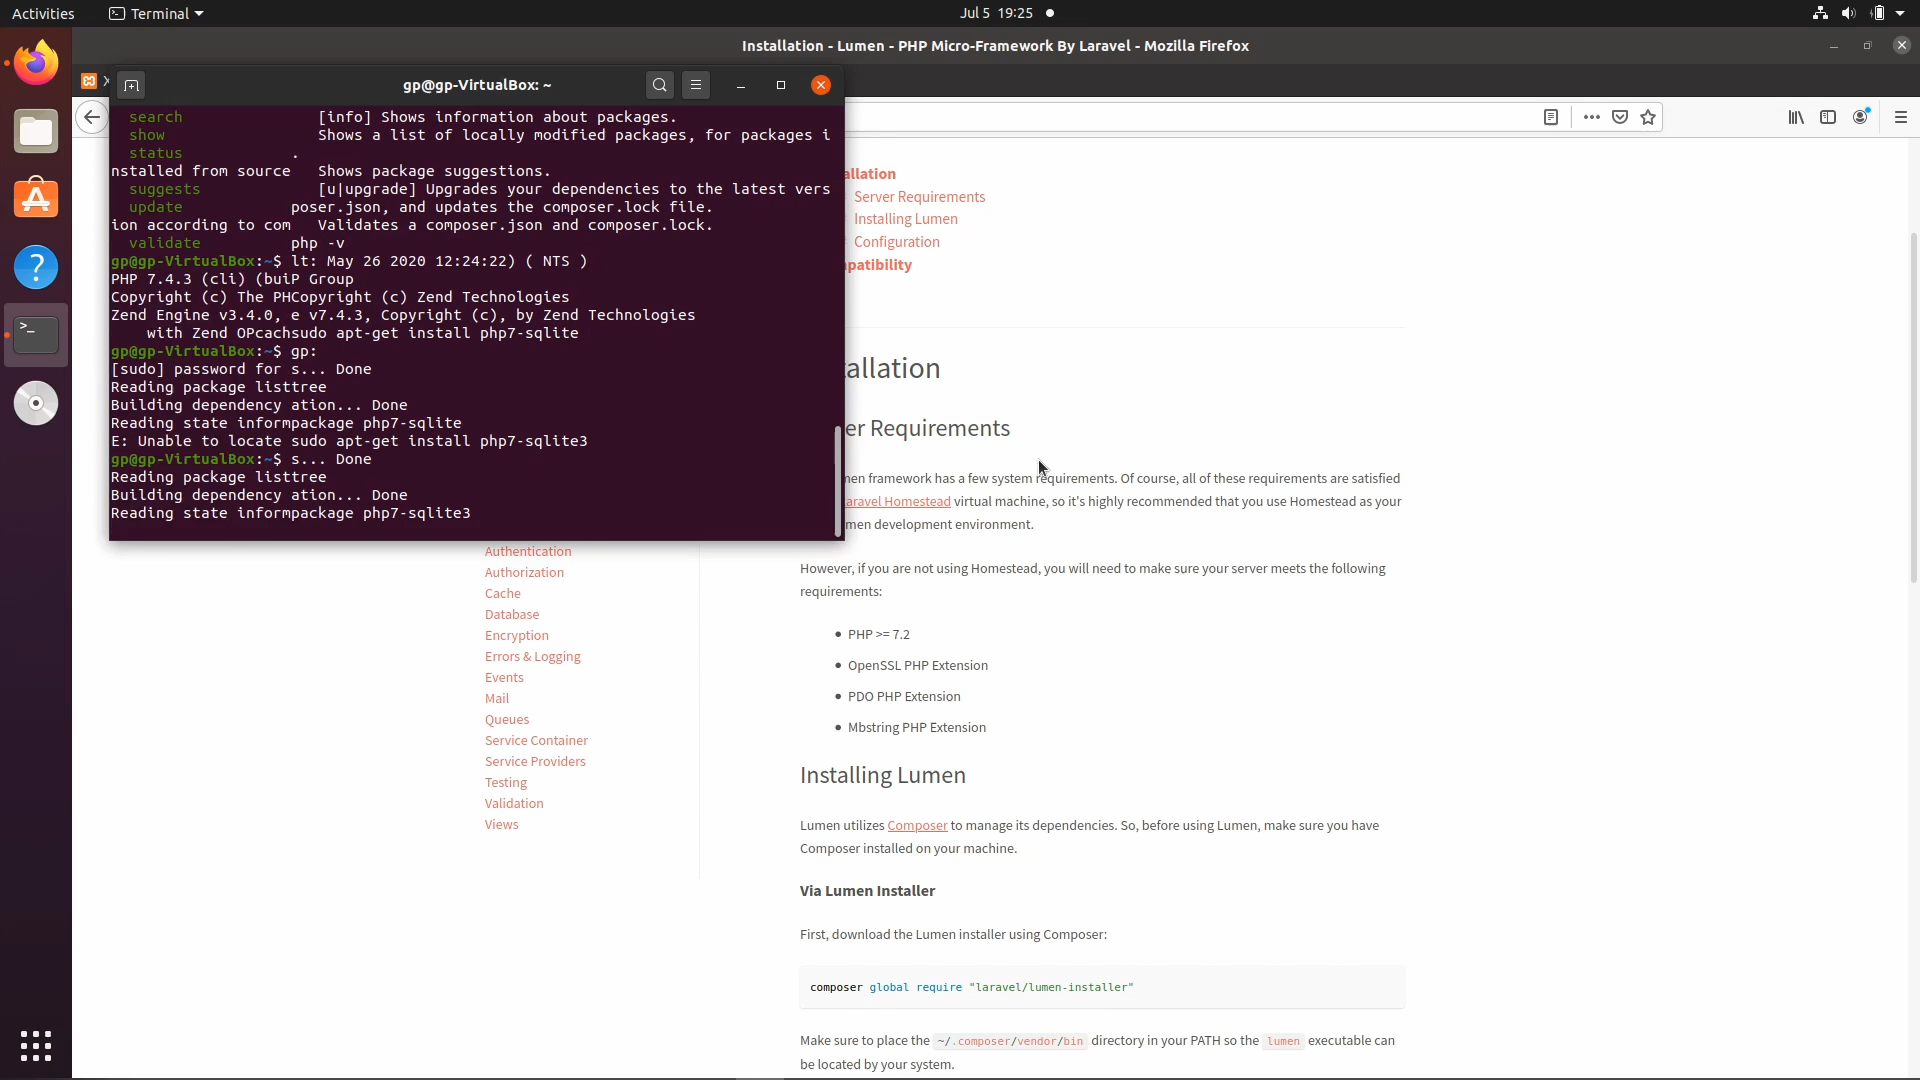 Activities
Terminal
Jul 5 19:25
Installation - Lumen - PHP Micro-Framework By Laravel - Mozilla Firefox
gp@gp-VirtualBox: ~
search [info] Shows information about packages.
show Shows a list of locally modified packages, for packages i
status .
nstalled from source Shows package suggestions.
suggests [u|upgrade] Upgrades your dependencies to the latest vers
update poser.json, and updates the composer.lock file.
ion according to com Validates a composer.json and composer.lock.
validate php -v
gp@gp-VirtualBox:~$ lt: May 26 2020 12:24:22) ( NTS )
PHP 7.4.3 (cli) (buiP Group
Copyright (c) The PHCopyright (c) Zend Technologies
Zend Engine v3.4.0, e v7.4.3, Copyright (c), by Zend Technologies
with Zend OPcachsudo apt-get install php7-sqlite
gp@gp-VirtualBox:~$ gp:
[sudo] password for s... Done
Reading package listtree
Building dependency ation... Done
Reading state informpackage php7-sqlite
E: Unable to locate sudo apt-get install php7-sqlite3
gp@gp-VirtualBox:~$ s... Done
Reading package listtree
Building dependency ation... Done
Reading state informpackage php7-sqlite3
Authentication
Authorization
Cache
Database
Encryption
Errors & Logging
Events
Mail
Queues
Service Container
Service Providers
Testing
Validation
Views
allation
Server Requirements
Installing Lumen
Configuration
patibility
allation
er Requirements
men framework has a few system requirements. Of course, all of these requirements are satisfied
aravel Homestead virtual machine, so it's highly recommended that you use Homestead as your
men development environment.
However, if you are not using Homestead, you will need to make sure your server meets the following
requirements:
• PHP >= 7.2
• OpenSSL PHP Extension
• PDO PHP Extension
• Mbstring PHP Extension
Installing Lumen
Lumen utilizes Composer to manage its dependencies. So, before using Lumen, make sure you have
Composer installed on your machine.
Via Lumen Installer
First, download the Lumen installer using Composer:
composer global require "laravel/lumen-installer"
Make sure to place the ~/.composer/vendor/bin directory in your PATH so the lumen executable can
be located by your system.